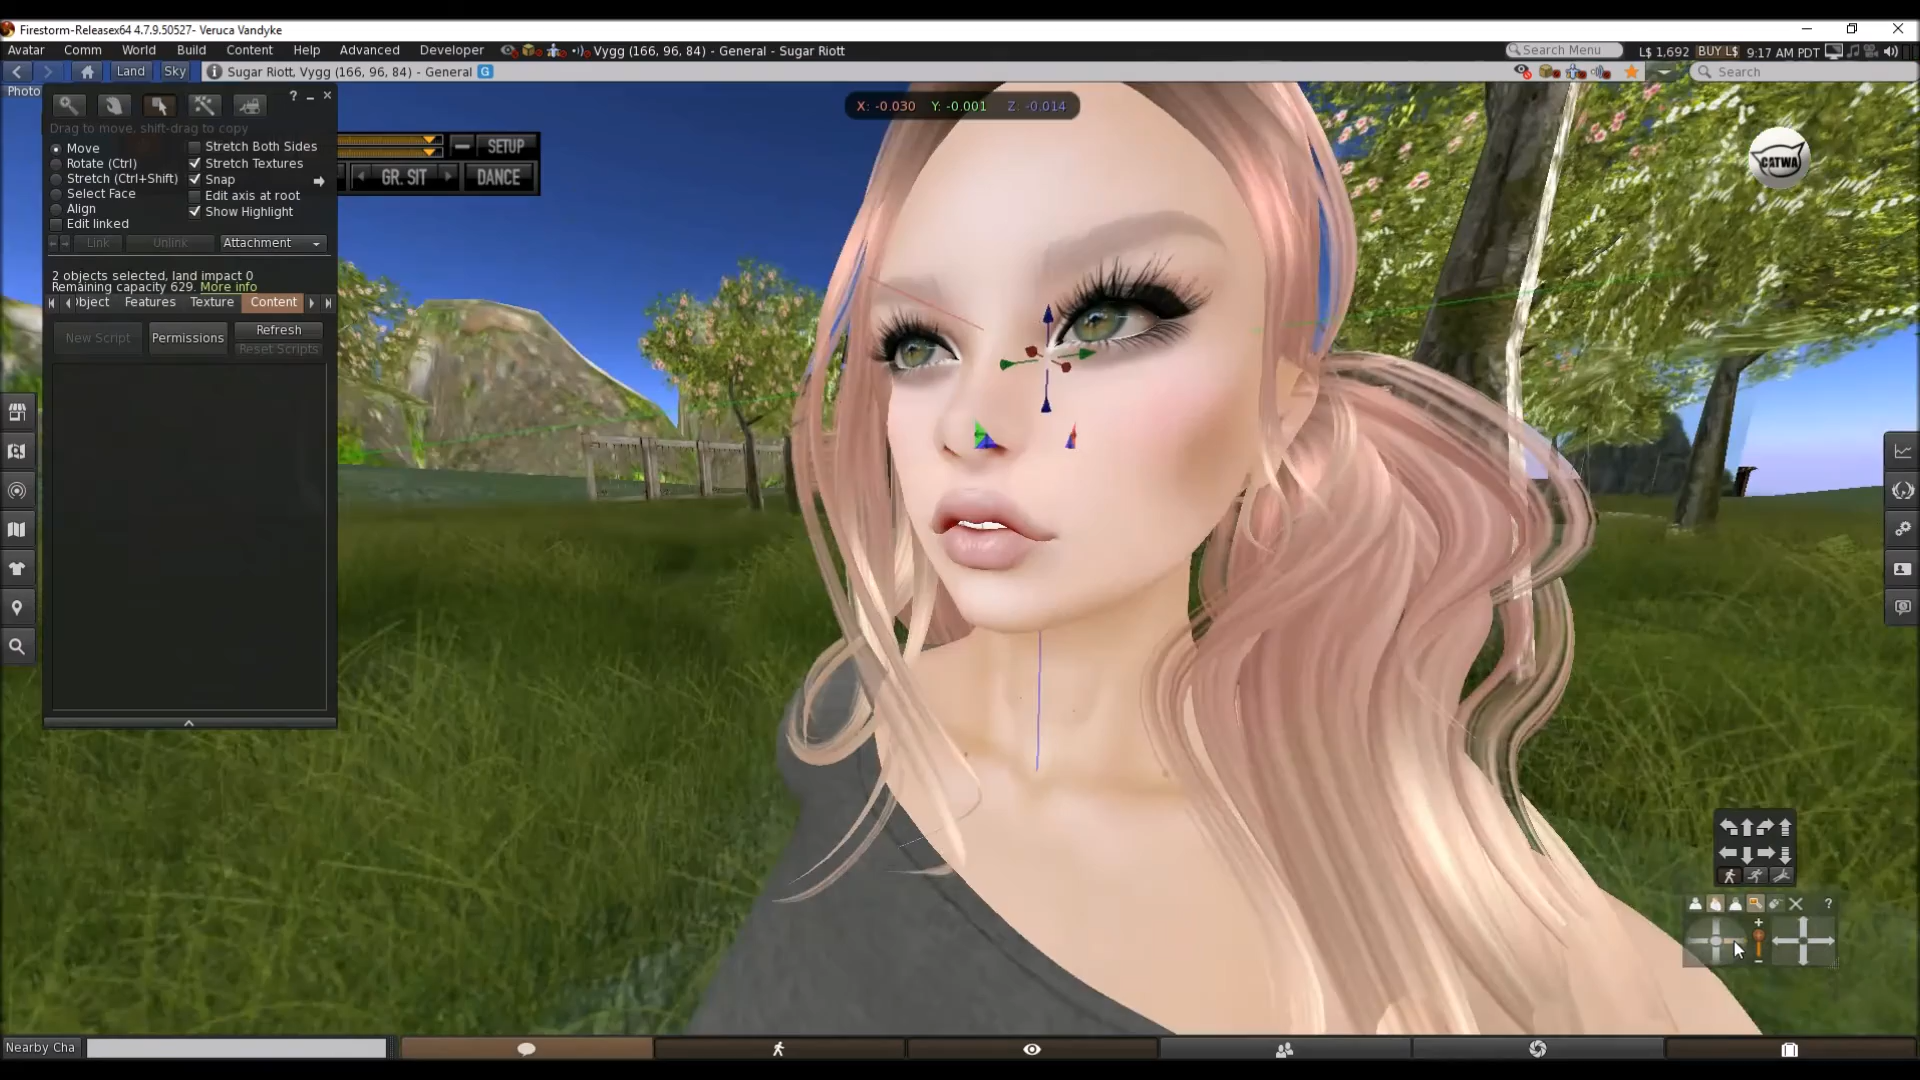 Firestorm-Releasex64 4.7.9.50527- Veruca Vandyke
Avatar Comm World Build Content Help Advanced Developer Vygg (166, 96, 84) - General - Sugar Riott Search Menu L$ 1,692 BUY L$ 9:17 AM PDT
Land Sky Sugar Riott, Vygg (166, 96, 84) - General G Search
Photo
? _ ×
Drag to move, shift-drag to copy
Move
Rotate (Ctrl)
Stretch (Ctrl+Shift)
Select Face
Align
Edit linked
Stretch Both Sides
Stretch Textures
Snap
Edit axis at root
Show Highlight
Link Unlink Attachment
2 objects selected, land impact 0
Remaining capacity 629. More info
bject Features Texture Content
New Script Permissions Refresh
Reset Scripts
SETUP
GR. SIT DANCE
X: -0.030 Y: -0.001 Z: -0.014
CATWA
?
Nearby Cha